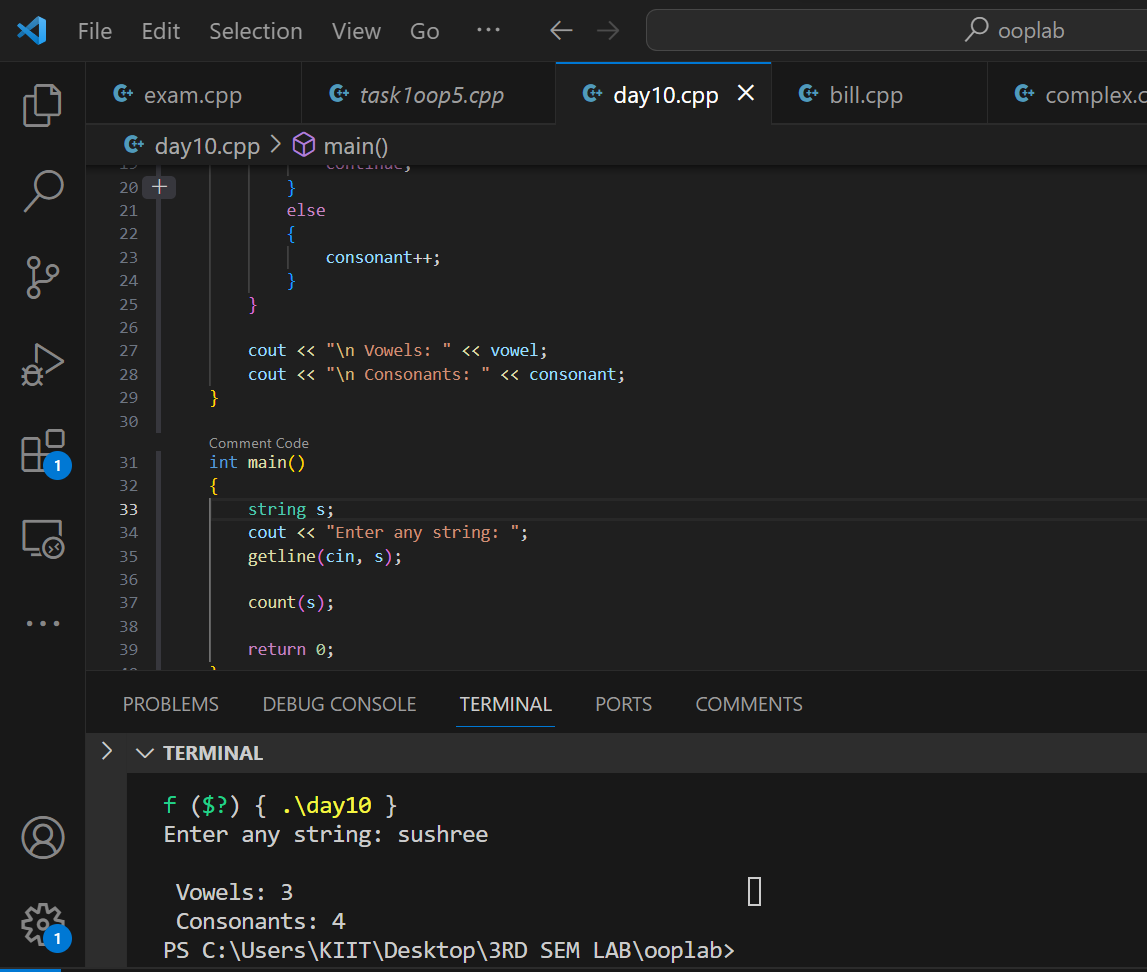 File Edit Selection View Go ··· ooplab
exam.cpp task1oop5.cpp day10.cpp bill.cpp complex.c
day10.cpp > main()
19 continue;
20 }
21 else
22 {
23 consonant++;
24 }
25 }
26
27 cout << "\n Vowels: " << vowel;
28 cout << "\n Consonants: " << consonant;
29 }
30
Comment Code
31 int main()
32 {
33 string s;
34 cout << "Enter any string: ";
35 getline(cin, s);
36
37 count(s);
38
39 return 0;
40 }
1
PROBLEMS DEBUG CONSOLE TERMINAL PORTS COMMENTS
TERMINAL
f ($?) { .\day10 }
Enter any string: sushree
Vowels: 3
Consonants: 4
PS C:\Users\KIIT\Desktop\3RD SEM LAB\ooplab>
1